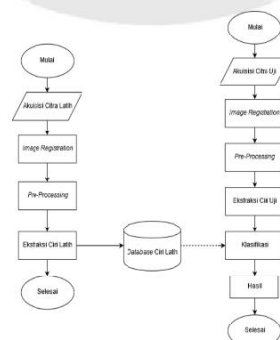 Mulai
Akuisisi Citra Latih
Image Registration
Pre-Processing
Ekstraksi Ciri Latih
Selesai
Database Ciri Latih
Mulai
Akuisisi Citra Uji
Image Registration
Pre-Processing
Ekstraksi Ciri Uji
Klasifikasi
Hasil
Selesai